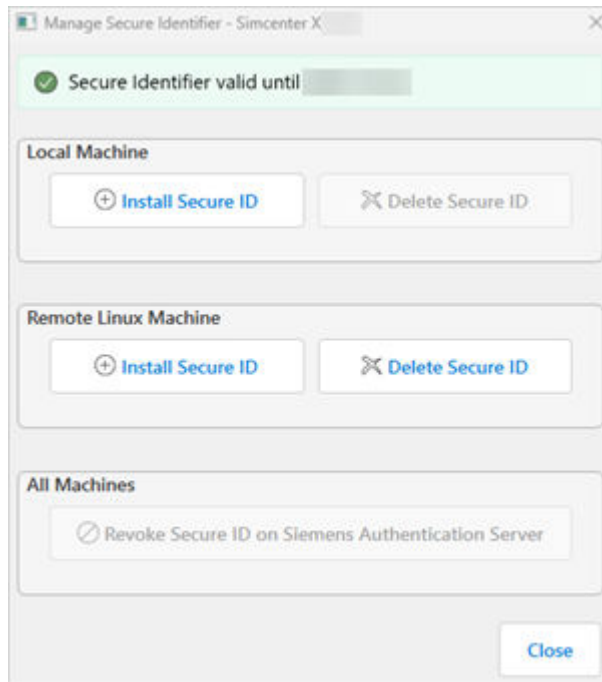 Manage Secure Identifier - Simcenter X
Secure Identifier valid until
Local Machine
Install Secure ID
Delete Secure ID
Remote Linux Machine
Install Secure ID
Delete Secure ID
All Machines
Revoke Secure ID on Siemens Authentication Server
Close